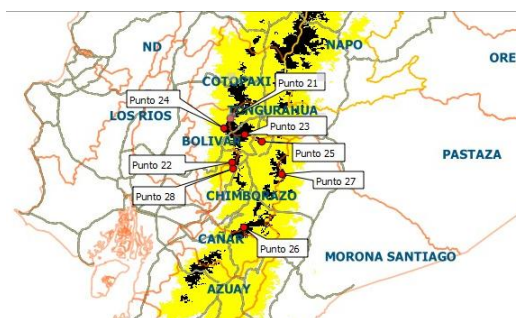 ND
NAPO
ORE
COTOPAXI
Punto 21
Punto 24
TUNGURAHUA
LOS RIOS
Punto 23
BOLIVAR
Punto 25
PASTAZA
Punto 22
Punto 27
Punto 28
CHIMBORAZO
CAÑAR
Punto 26
MORONA SANTIAGO
AZUAY